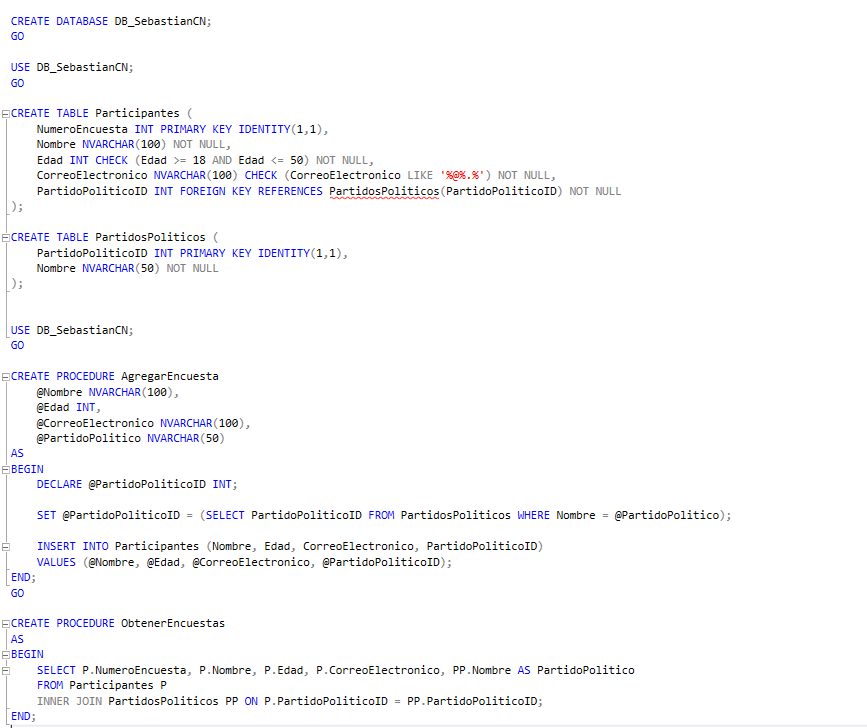 CREATE DATABASE DB_SebastianCN;
GO
USE DB_SebastianCN;
GO
CREATE TABLE Participantes (
NumeroEncuesta INT PRIMARY KEY IDENTITY(1,1),
Nombre NVARCHAR(100) NOT NULL,
Edad INT CHECK (Edad >= 18 AND Edad <= 50) NOT NULL,
CorreoElectronico NVARCHAR(100) CHECK (CorreoElectronico LIKE '%@%.%') NOT NULL,
PartidoPoliticoID INT FOREIGN KEY REFERENCES PartidosPoliticos(PartidoPoliticoID) NOT NULL
);
CREATE TABLE PartidosPoliticos (
PartidoPoliticoID INT PRIMARY KEY IDENTITY(1,1),
Nombre NVARCHAR(50) NOT NULL
);
USE DB_SebastianCN;
GO
CREATE PROCEDURE AgregarEncuesta
@Nombre NVARCHAR(100),
@Edad INT,
@CorreoElectronico NVARCHAR(100),
@PartidoPolitico NVARCHAR(50)
AS
BEGIN
DECLARE @PartidoPoliticoID INT;
SET @PartidoPoliticoID = (SELECT PartidoPoliticoID FROM PartidosPoliticos WHERE Nombre = @PartidoPolitico);
INSERT INTO Participantes (Nombre, Edad, CorreoElectronico, PartidoPoliticoID)
VALUES (@Nombre, @Edad, @CorreoElectronico, @PartidoPoliticoID);
END;
GO
CREATE PROCEDURE ObtenerEncuestas
AS
BEGIN
SELECT P.NumeroEncuesta, P.Nombre, P.Edad, P.CorreoElectronico, PP.Nombre AS PartidoPolitico
FROM Participantes P
INNER JOIN PartidosPoliticos PP ON P.PartidoPoliticoID = PP.PartidoPoliticoID;
END;